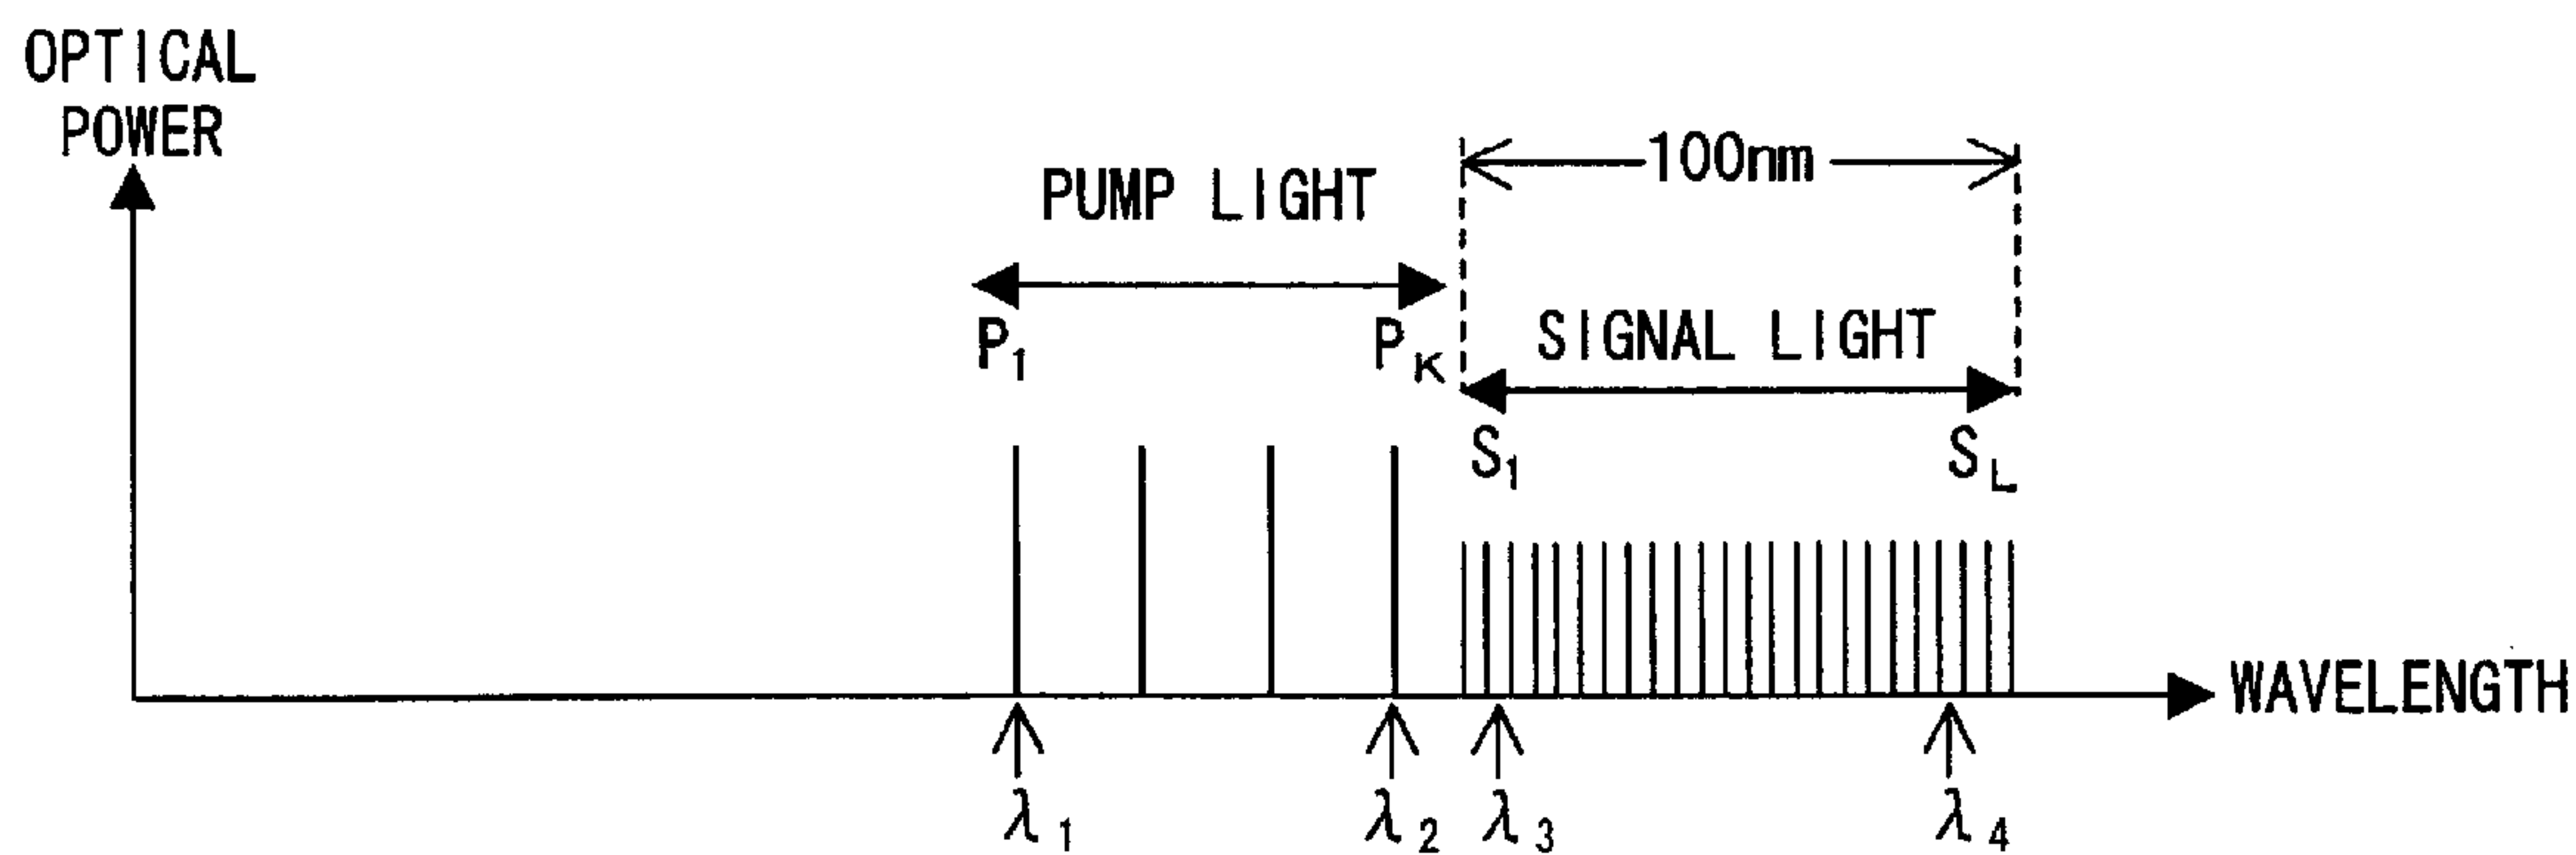 OPTICAL
POWER
100nm
PUMP LIGHT
P1
PK
SIGNAL LIGHT
S1
SL
WAVELENGTH
λ1
λ2
λ3
λ4